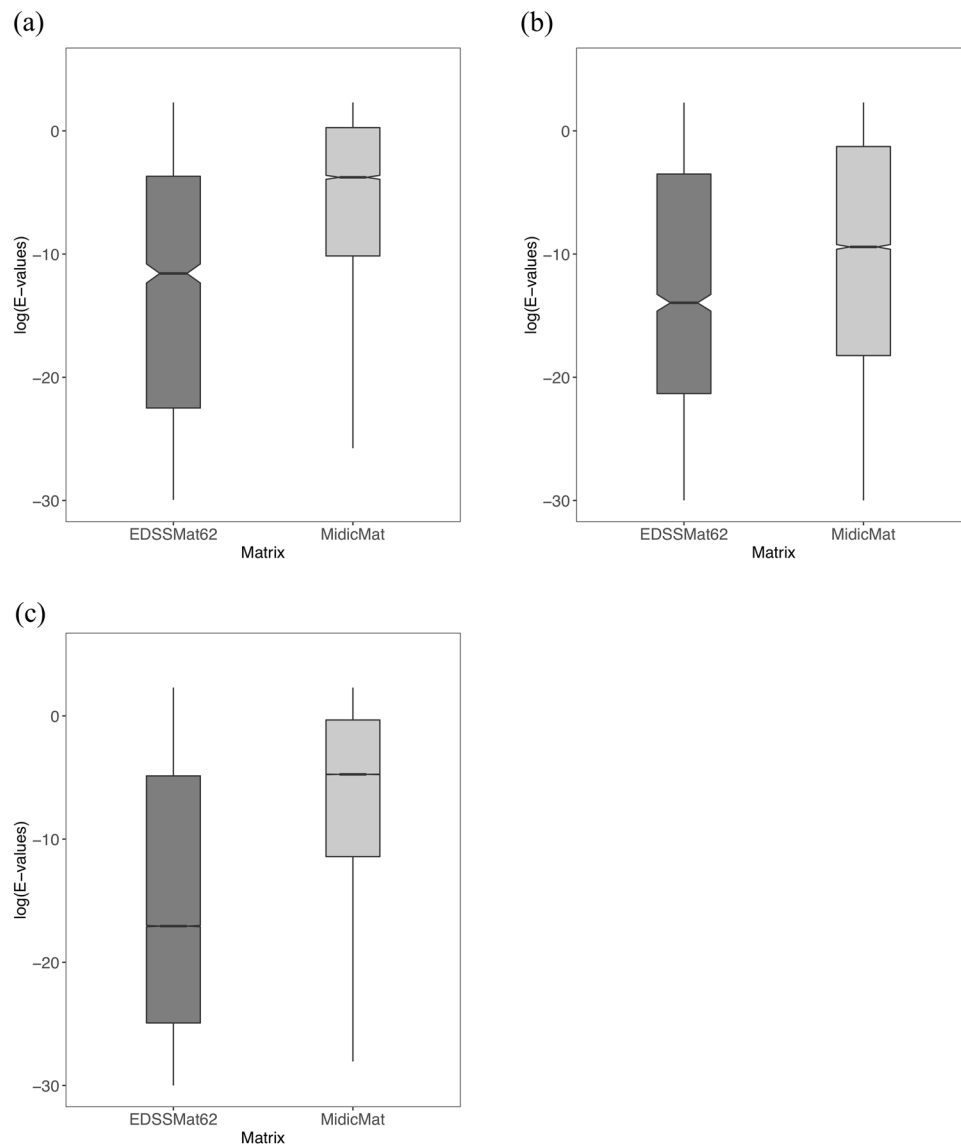 (a)
log(E−values)
0
−10
−20
−30
EDSSMat62 MidicMat
Matrix
(b)
log(E−values)
0
−10
−20
−30
EDSSMat62 MidicMat
Matrix
(c)
log(E−values)
0
−10
−20
−30
EDSSMat62 MidicMat
Matrix